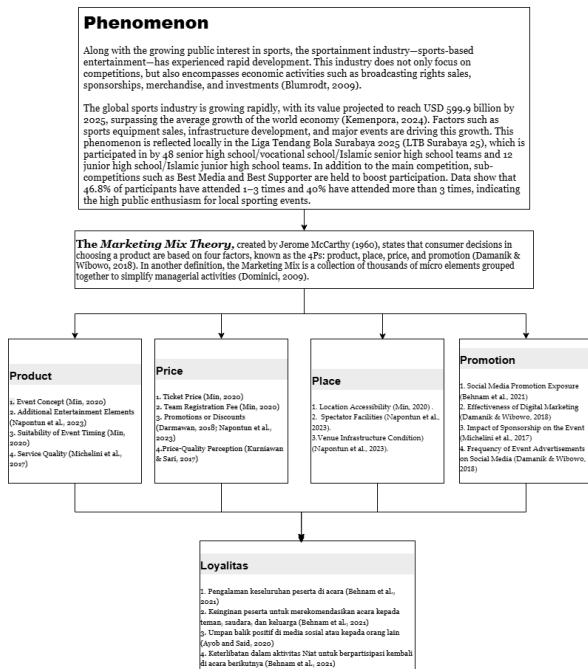 Phenomenon
Along with the growing public interest in sports, the sportainment industry—sports-based
entertainment—has experienced rapid development. This industry does not only focus on
competitions, but also encompasses economic activities such as broadcasting rights sales,
sponsorships, merchandise, and investments (Blumrodt, 2009).
The global sports industry is growing rapidly, with its value projected to reach USD 599.9 billion by
2025, surpassing the average growth of the world economy (Kemenpora, 2024). Factors such as
sports equipment sales, infrastructure development, and major events are driving this growth. This
phenomenon is reflected locally in the Liga Tendang Bola Surabaya 2025 (LTB Surabaya 25), which is
participated in by 48 senior high school/vocational school/Islamic senior high school teams and 12
junior high school/Islamic junior high school teams. In addition to the main competition, sub-
competitions such as Best Media and Best Supporter are held to boost participation. Data show that
46.8% of participants have attended 1–3 times and 40% have attended more than 3 times, indicating
the high public enthusiasm for local sporting events.
The Marketing Mix Theory, created by Jerome McCarthy (1960), states that consumer decisions in
choosing a product are based on four factors, known as the 4Ps: product, place, price, and promotion (Damanik &
Wibowo, 2018). In another definition, the Marketing Mix is a collection of thousands of micro elements grouped
together to simplify managerial activities (Dominici, 2009).
Product
1. Event Concept (Min, 2020)
2. Additional Entertainment Elements
(Napontun et al., 2023)
3. Suitability of Event Timing (Min,
2020)
4. Service Quality (Michelini et al.,
2017)
Price
1. Ticket Price (Min, 2020)
2. Team Registration Fee (Min, 2020)
3. Promotions or Discounts
(Darmawan, 2018; Napontun et al.,
2023)
4.Price-Quality Perception (Kurniawan
& Sari, 2017)
Place
1. Location Accessibility (Min, 2020) .
2. Spectator Facilities (Napontun et al.,
2023).
3.Venue Infrastructure Condition)
(Napontun et al., 2023).
Promotion
1. Social Media Promotion Exposure
(Behnam et al., 2021)
2. Effectiveness of Digital Marketing
(Damanik & Wibowo, 2018)
3. Impact of Sponsorship on the Event
(Michelini et al., 2017)
4. Frequency of Event Advertisements
on Social Media (Damanik & Wibowo,
2018)
Loyalitas
1. Pengalaman keseluruhan peserta di acara (Behnam et al.,
2021)
2. Keinginan peserta untuk merekomendasikan acara kepada
teman, saudara, dan keluarga (Behnam et al., 2021)
3. Umpan balik positif di media sosial atau kepada orang lain
(Ayob and Said, 2020)
4. Keterlibatan dalam aktivitas Niat untuk berpartisipasi kembali
di acara berikutnya (Behnam et al., 2021)